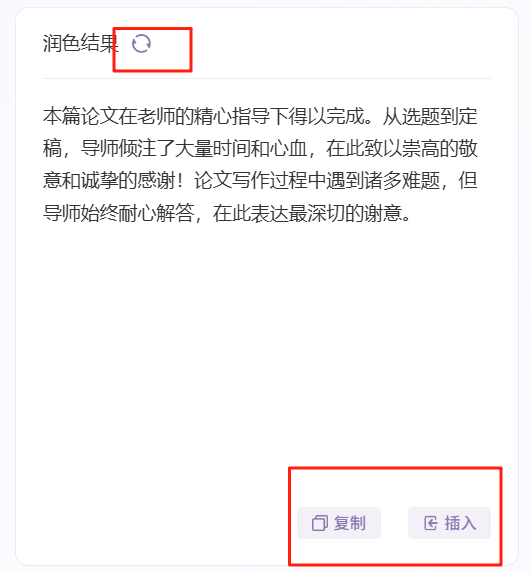 润色结果
本篇论文在老师的精心指导下得以完成。从选题到定
稿，导师倾注了大量时间和心血，在此致以崇高的敬
意和诚挚的感谢！论文写作过程中遇到诸多难题，但
导师始终耐心解答，在此表达最深切的谢意。
复制 插入